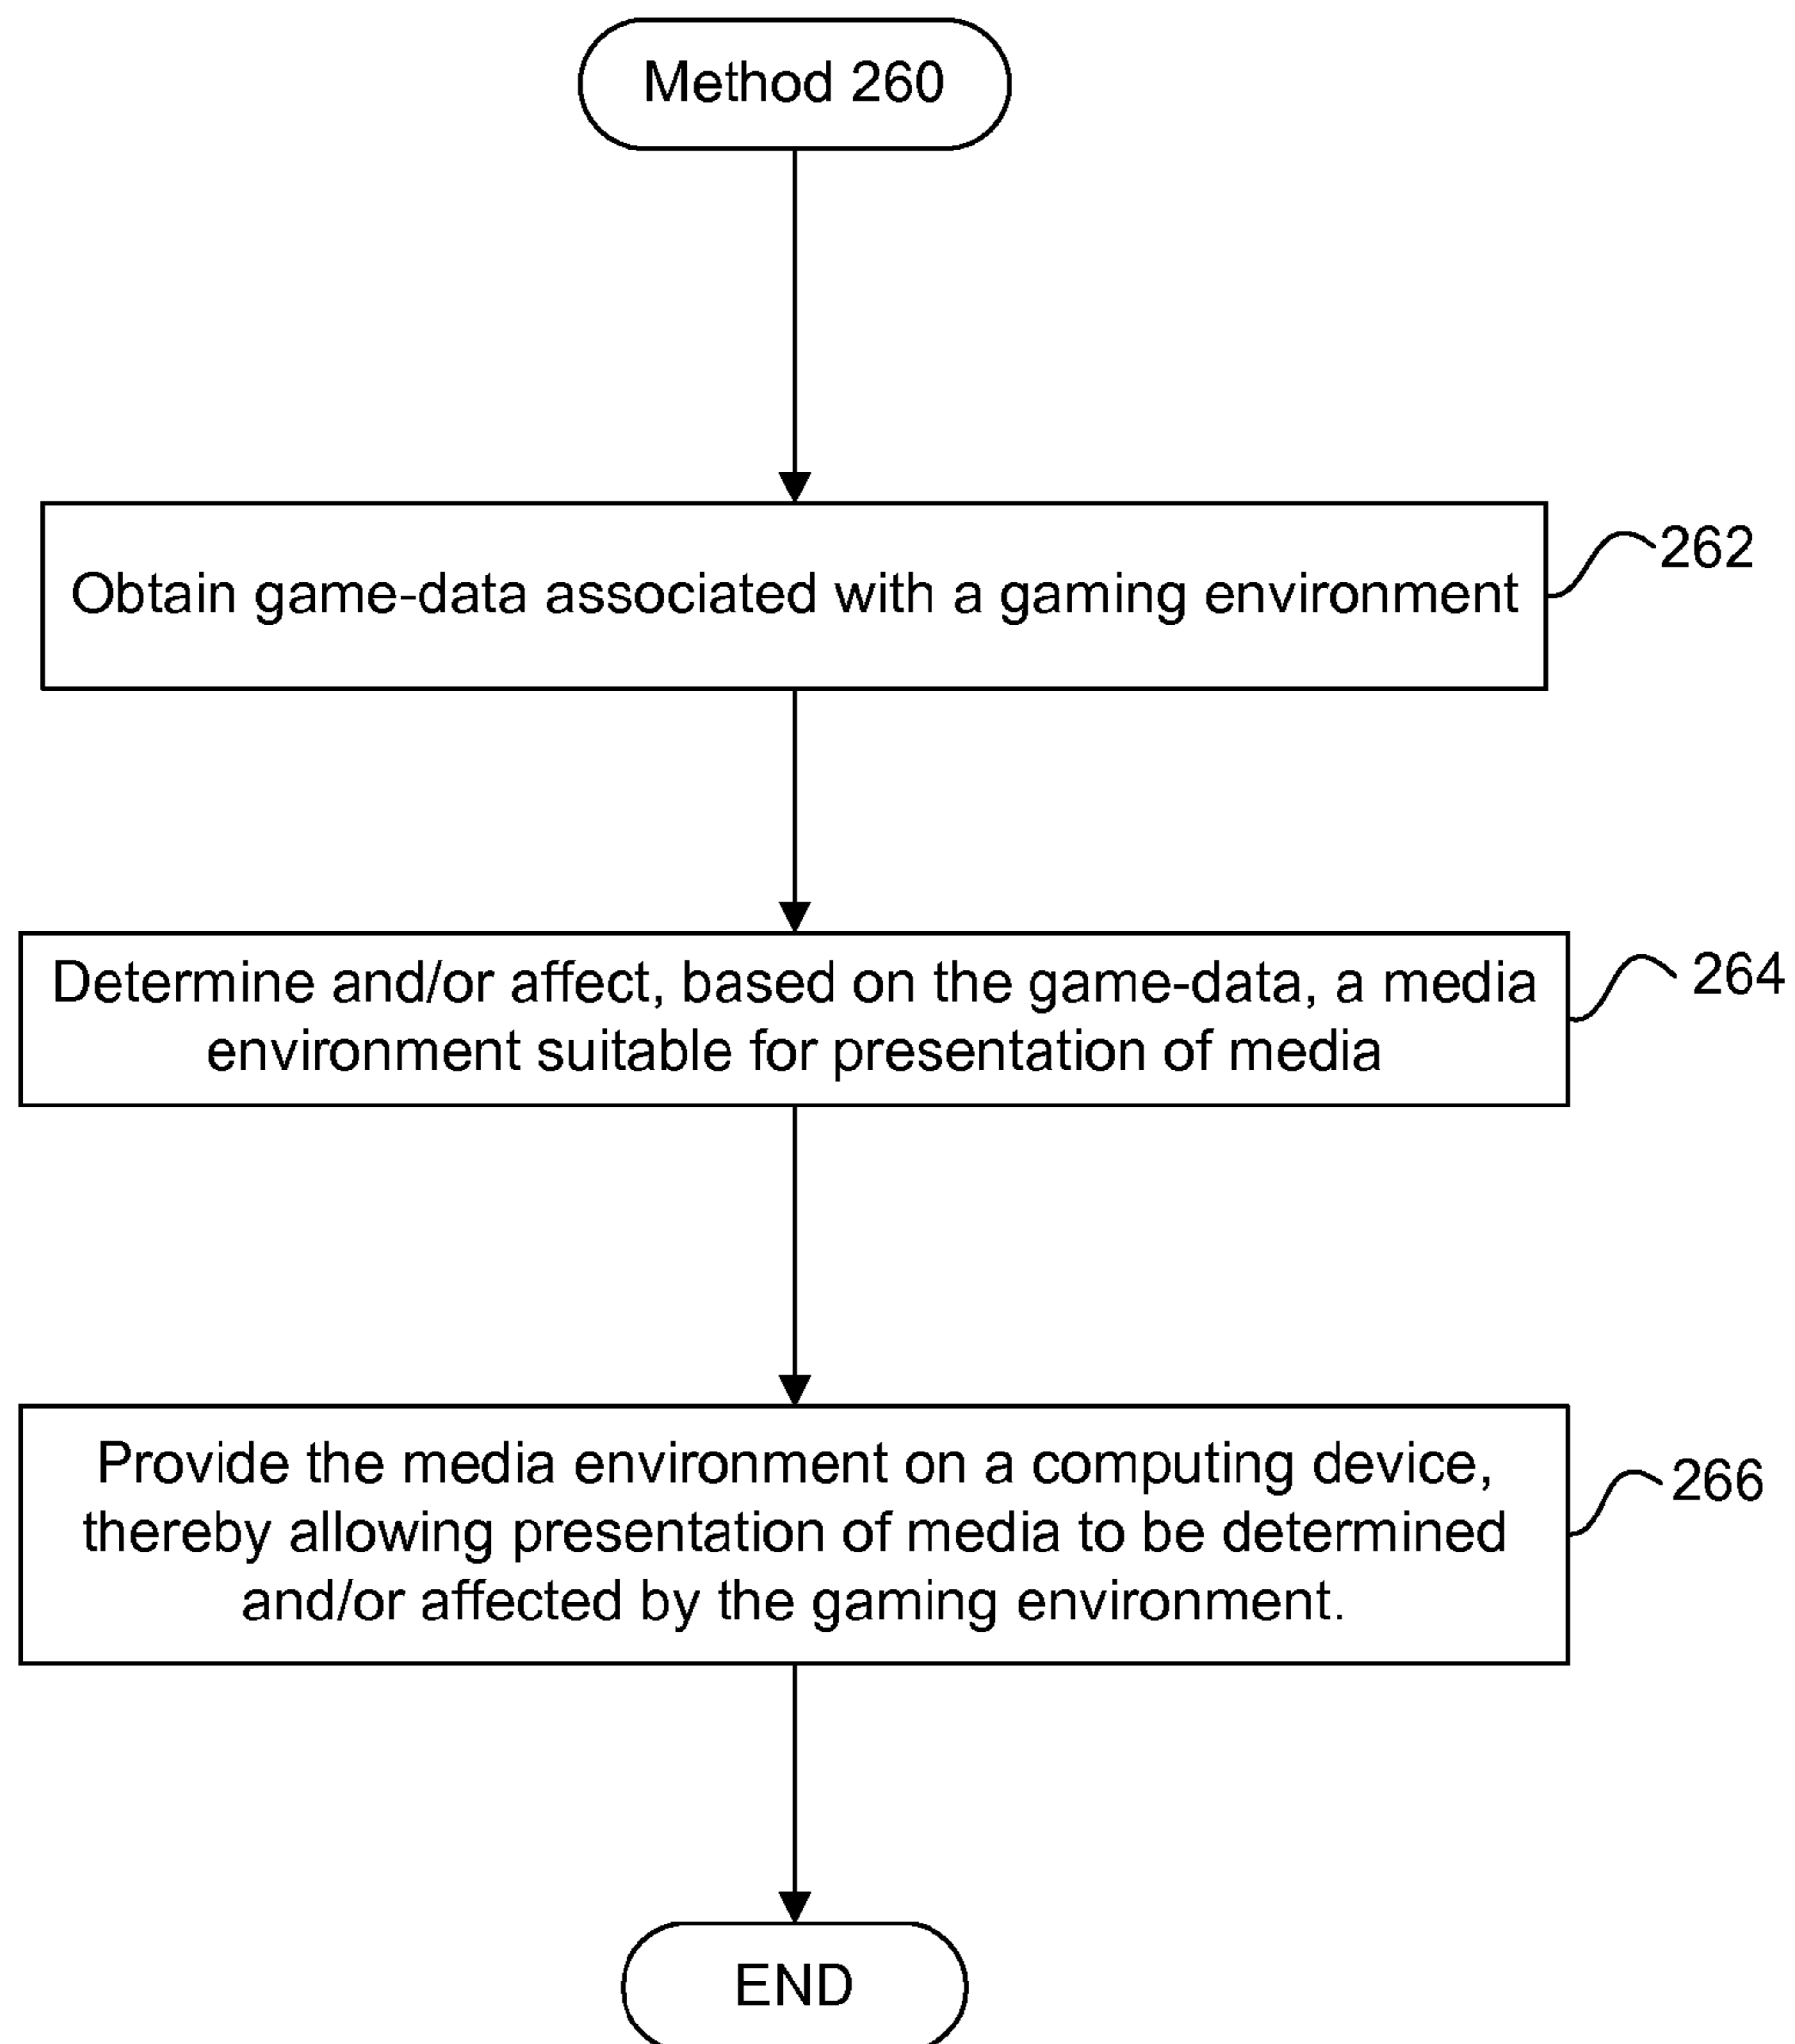 Method 260
Obtain game-data associated with a gaming environment
262
Determine and/or affect, based on the game-data, a media
environment suitable for presentation of media
264
Provide the media environment on a computing device,
thereby allowing presentation of media to be determined
and/or affected by the gaming environment.
266
END